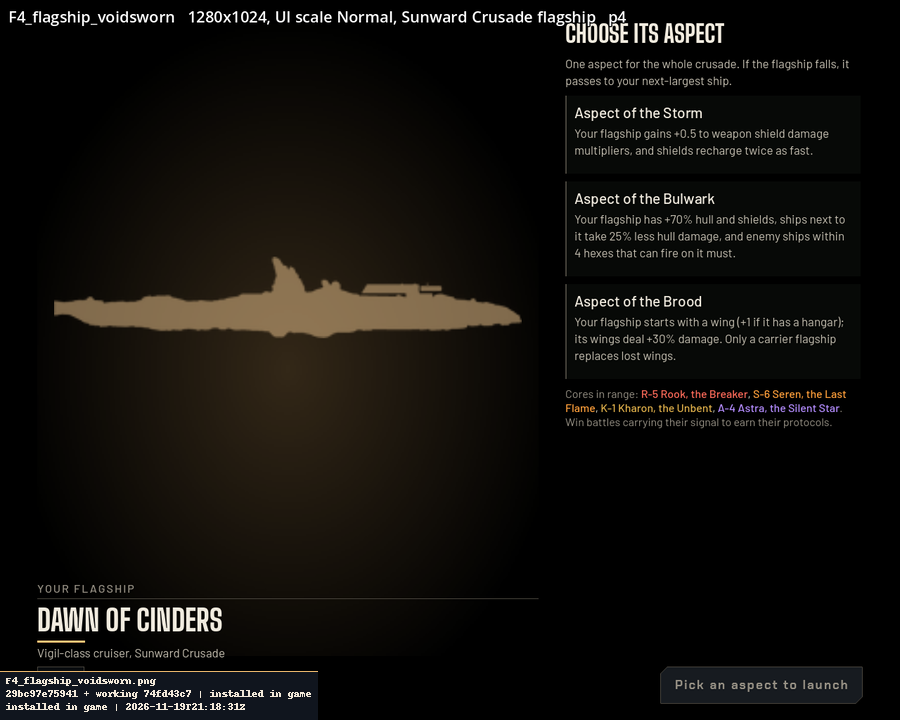 F4_flagship_voidsworn 1280x1024, UI scale Normal, Sunward Crusade flagship p4
CHOOSE ITS ASPECT
One aspect for the whole crusade. If the flagship falls, it
passes to your next-largest ship.
Aspect of the Storm
Your flagship gains +0.5 to weapon shield damage
multipliers, and shields recharge twice as fast.
Aspect of the Bulwark
Your flagship has +70% hull and shields, ships next to
it take 25% less hull damage, and enemy ships within
4 hexes that can fire on it must.
Aspect of the Brood
Your flagship starts with a wing (+1 if it has a hangar);
its wings deal +30% damage. Only a carrier flagship
replaces lost wings.
Cores in range: R-5 Rook, the Breaker, S-6 Seren, the Last
Flame, K-1 Kharon, the Unbent, A-4 Astra, the Silent Star.
Win battles carrying their signal to earn their protocols.
YOUR FLAGSHIP
DAWN OF CINDERS
Vigil-class cruiser, Sunward Crusade
Pick an aspect to launch
F4_flagship_voidsworn.png
29bc97e75941 + working 74fd43c7 | installed in game
installed in game | 2026-11-19T21:18:31Z